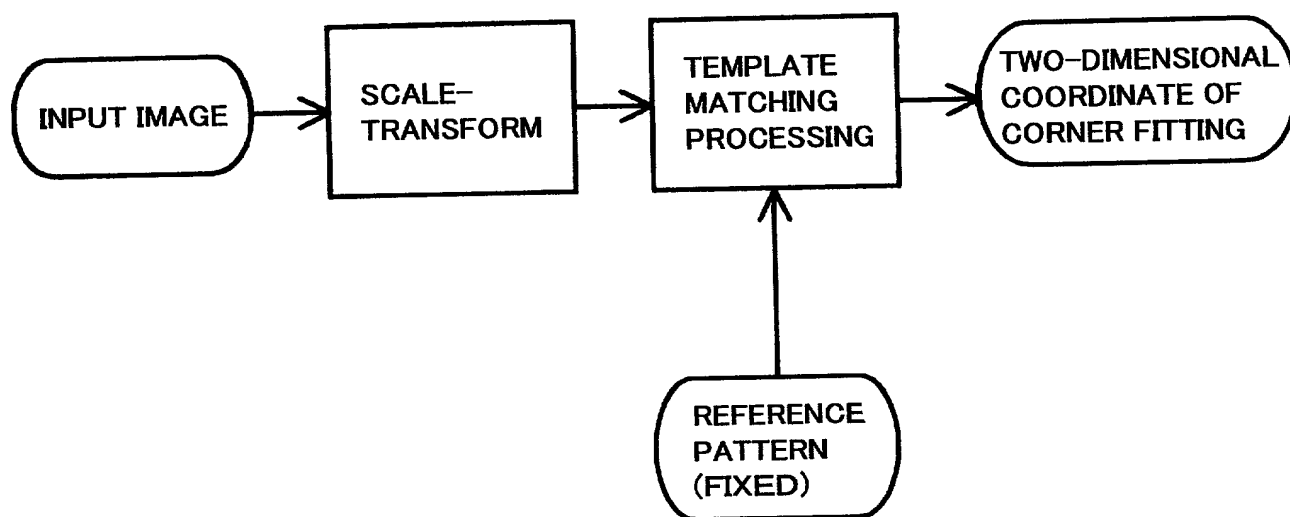 INPUT IMAGE
SCALE-
TRANSFORM
TEMPLATE
MATCHING
PROCESSING
TWO-DIMENSIONAL
COORDINATE OF
CORNER FITTING
REFERENCE
PATTERN
(FIXED)